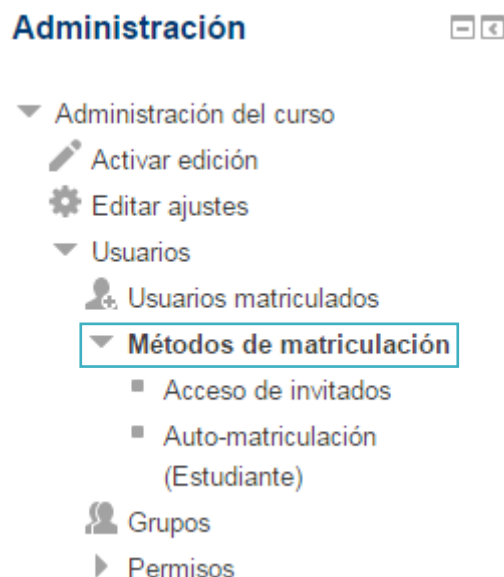 Administración
Administración del curso
Activar edición
Editar ajustes
Usuarios
Usuarios matriculados
Métodos de matriculación
Acceso de invitados
Auto-matriculación
(Estudiante)
Grupos
Permisos